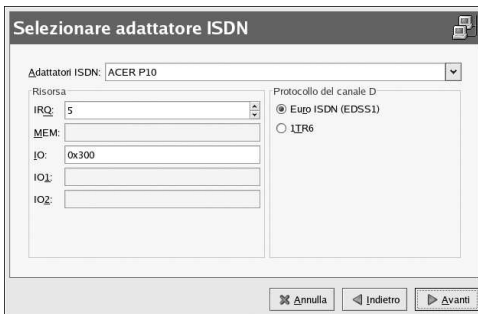 Selezionare adattatore ISDN
Adattatori ISDN: ACER P10
Risorsa
IRQ: 5
MEM:
IO: 0x300
IO1:
IO2:
Protocollo del canale D
Euro ISDN (EDSS1)
1TR6
Annulla
Indietro
Avanti